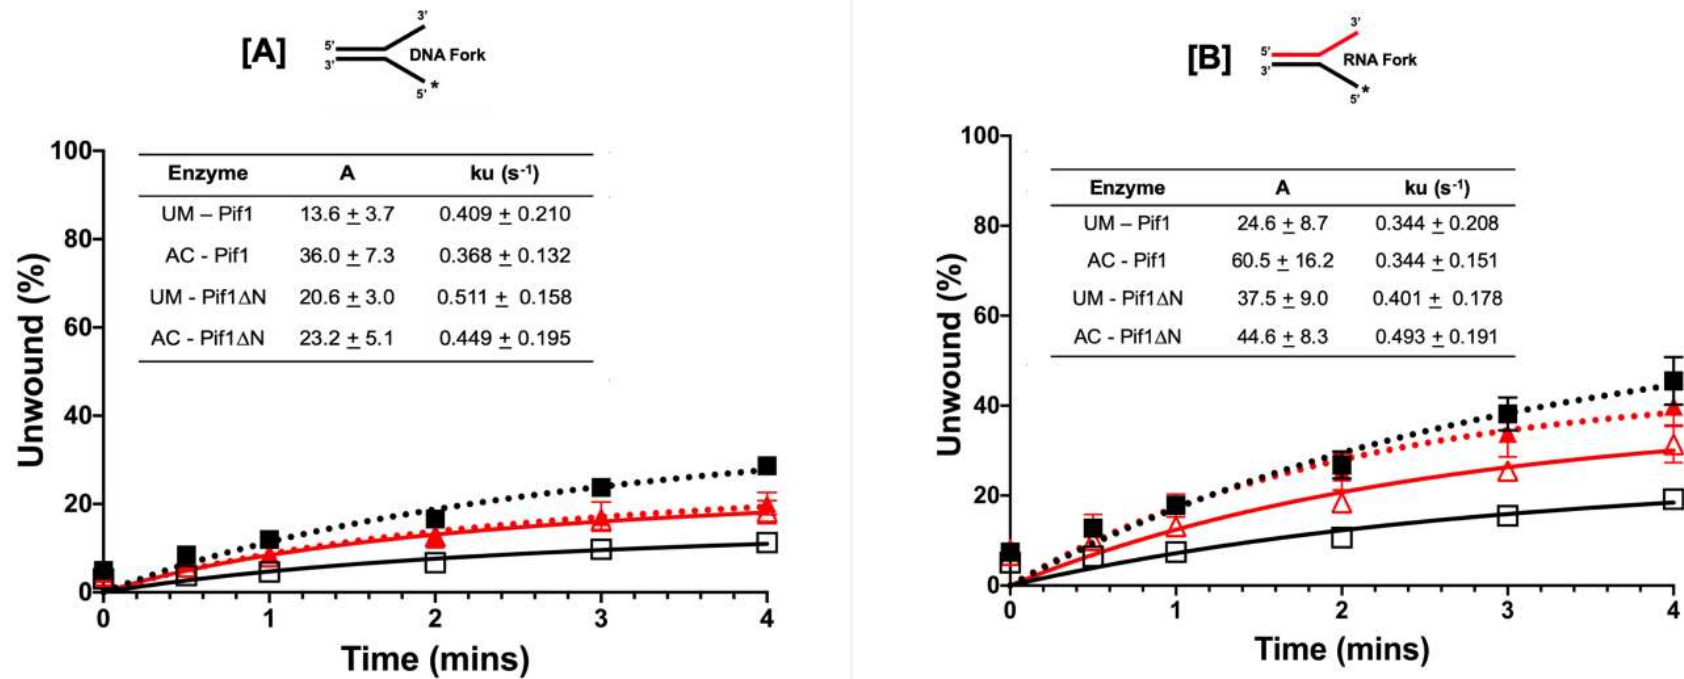 [A]
3'
5'
3'
DNA Fork
5'
*
Enzyme A ku (s⁻¹)
UM – Pif1 13.6 ± 3.7 0.409 ± 0.210
AC - Pif1 36.0 ± 7.3 0.368 ± 0.132
UM - Pif1ΔN 20.6 ± 3.0 0.511 ± 0.158
AC - Pif1ΔN 23.2 ± 5.1 0.449 ± 0.195
Unwound (%)
100
80
60
40
20
0
0 1 2 3 4
Time (mins)
[B]
3'
5'
3'
RNA Fork
5'
*
Enzyme A ku (s⁻¹)
UM – Pif1 24.6 ± 8.7 0.344 ± 0.208
AC - Pif1 60.5 ± 16.2 0.344 ± 0.151
UM - Pif1ΔN 37.5 ± 9.0 0.401 ± 0.178
AC - Pif1ΔN 44.6 ± 8.3 0.493 ± 0.191
Unwound (%)
100
80
60
40
20
0
0 1 2 3 4
Time (mins)